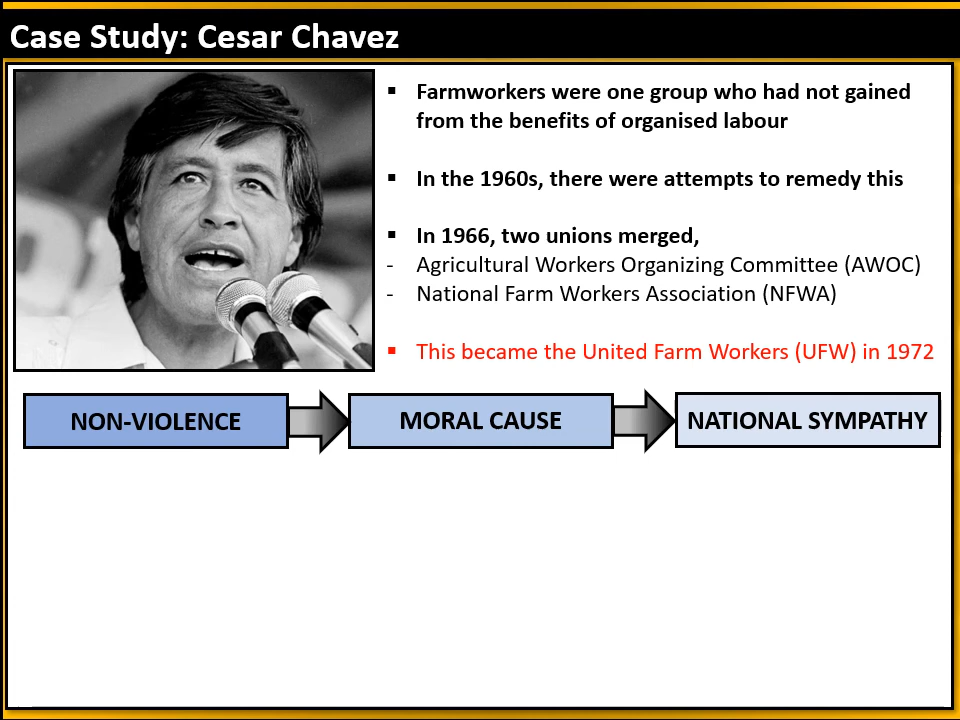 Case Study: Cesar Chavez
▪ Farmworkers were one group who had not gained
from the benefits of organised labour
▪ In the 1960s, there were attempts to remedy this
▪ In 1966, two unions merged,
- Agricultural Workers Organizing Committee (AWOC)
- National Farm Workers Association (NFWA)
▪ This became the United Farm Workers (UFW) in 1972
NON-VIOLENCE
MORAL CAUSE
NATIONAL SYMPATHY